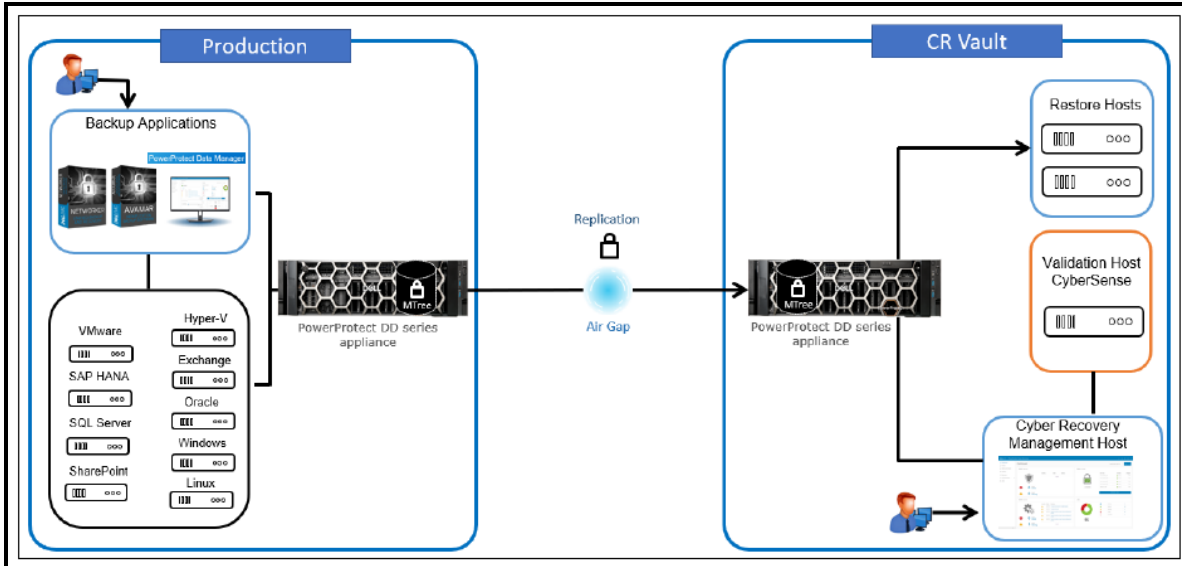 Production
Backup Applications
PowerProtect Data Manager
NETWORKER
AVAMAR
VMware
SAP HANA
SQL Server
SharePoint
Hyper-V
Exchange
Oracle
Windows
Linux
MTree
PowerProtect DD series
appliance
Replication
Air Gap
CR Vault
MTree
PowerProtect DD series
appliance
Restore Hosts
Validation Host
CyberSense
Cyber Recovery
Management Host